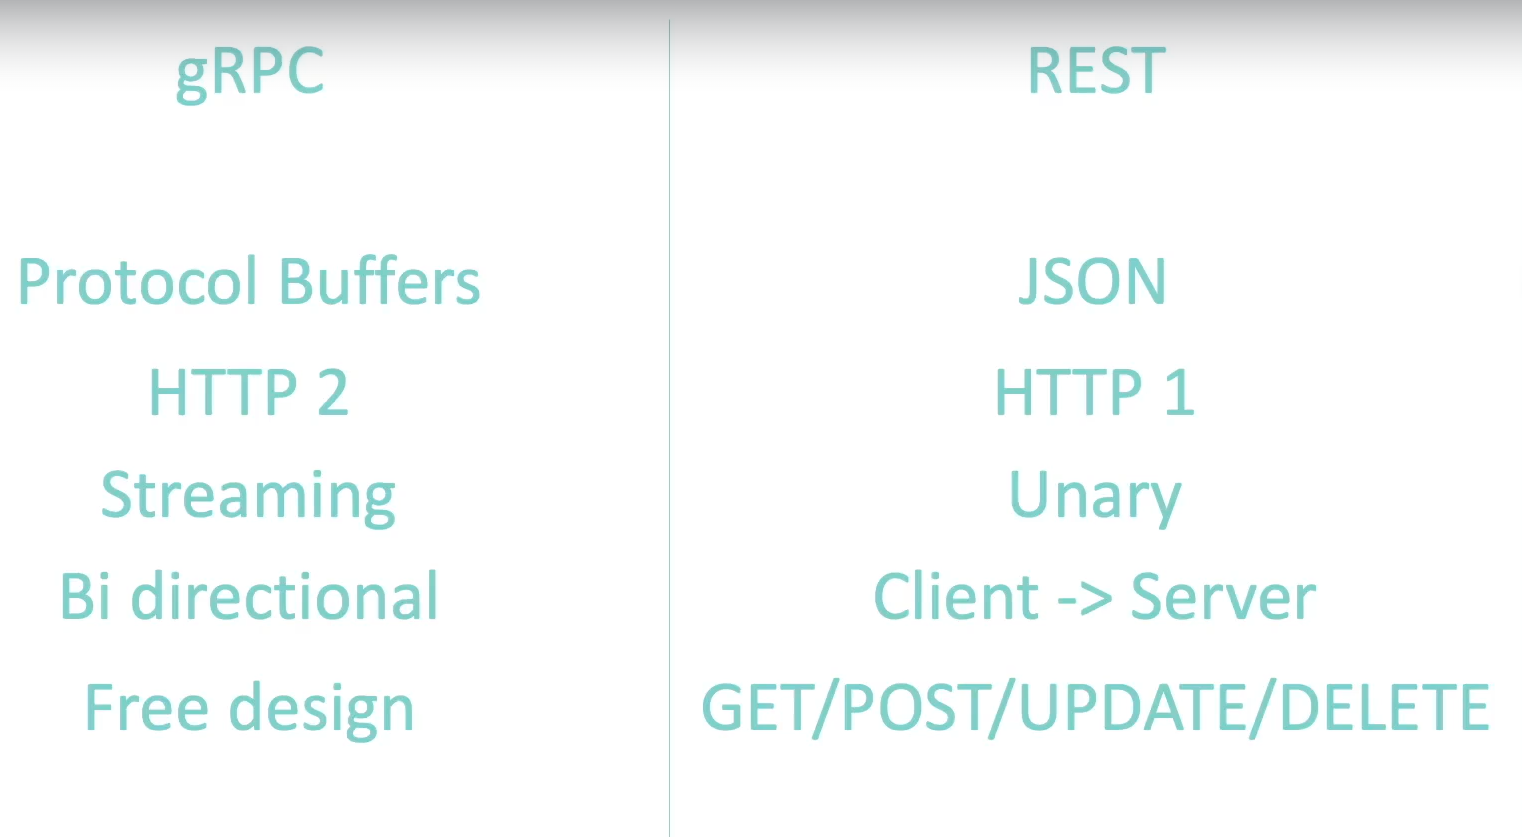 gRPC
REST
Protocol Buffers
JSON
HTTP 2
HTTP 1
Streaming
Unary
Bi directional
Client -> Server
Free design
GET/POST/UPDATE/DELETE